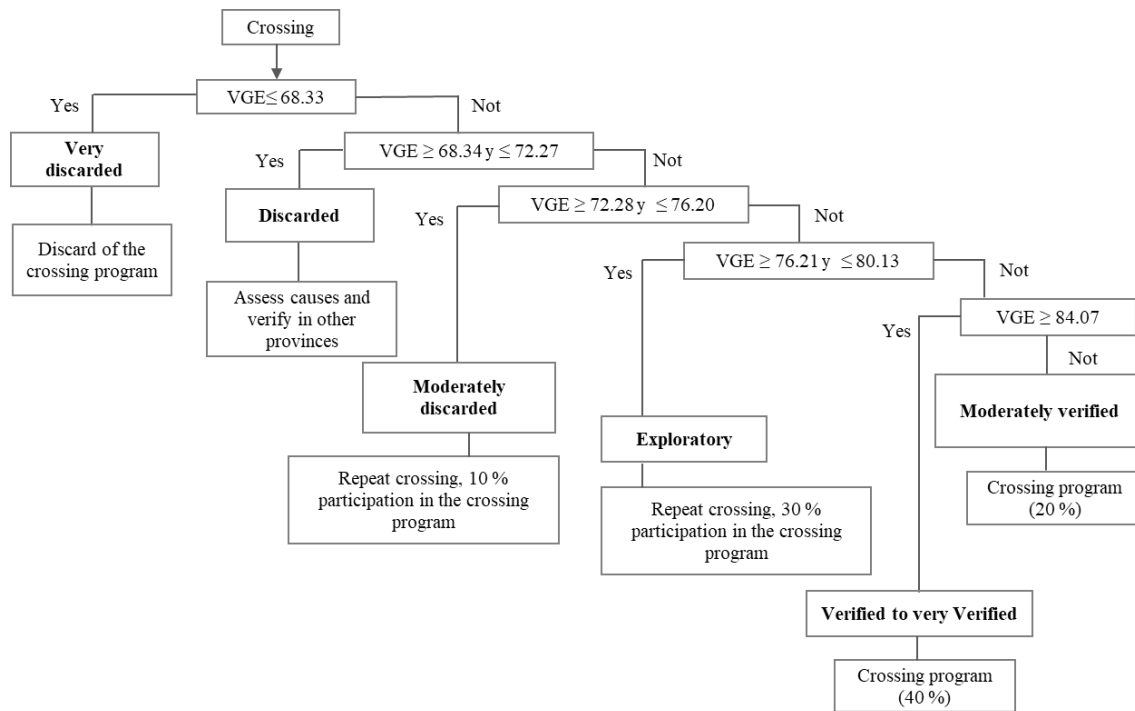 Crossing
VGE≤ 68.33
Yes
Not
Very
discarded
VGE ≥ 68.34 y ≤ 72.27
Yes
Not
Discard of the
crossing program
Discarded
VGE ≥ 72.28 y ≤ 76.20
Yes
Not
Assess causes and
verify in other
provinces
VGE ≥ 76.21 y ≤ 80.13
Yes
Not
Moderately
discarded
VGE ≥ 84.07
Yes
Not
Repeat crossing, 10 %
participation in the crossing
program
Exploratory
Moderately verified
Repeat crossing, 30 %
participation in the crossing
program
Crossing program
(20 %)
Verified to very Verified
Crossing program
(40 %)